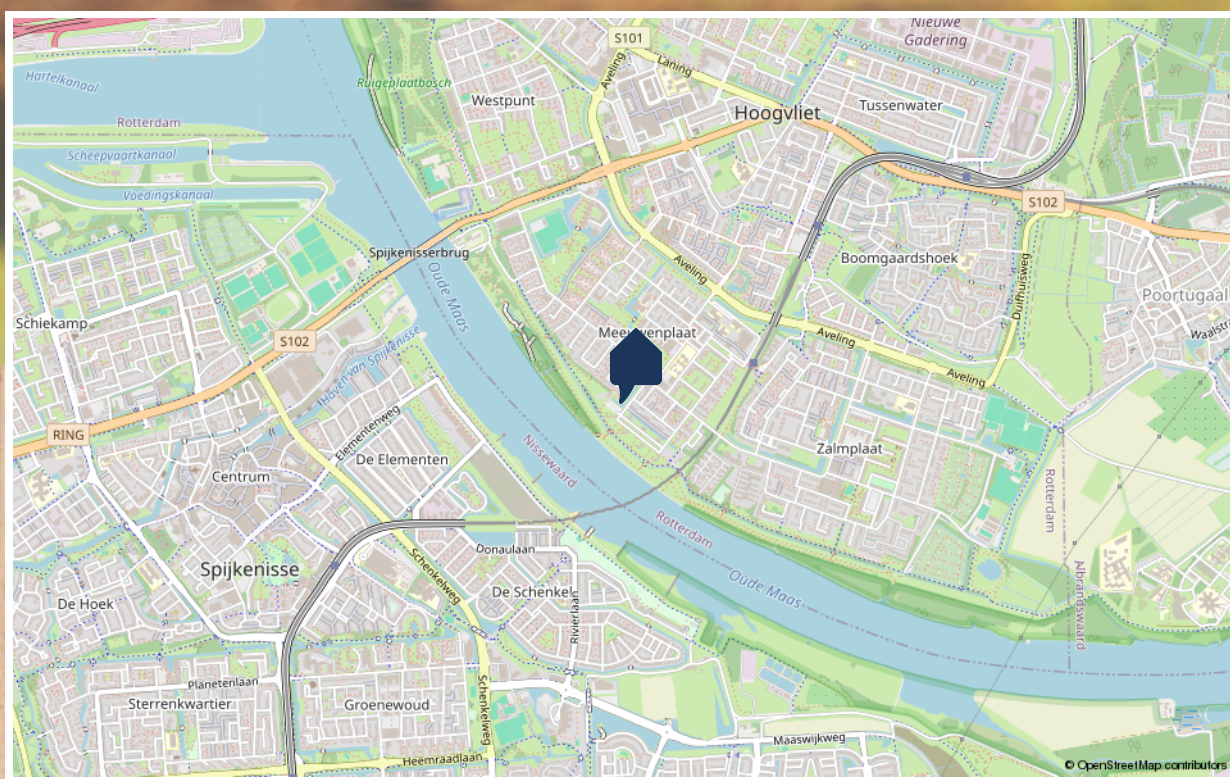 Nieuwe
Gadering
S101
Laning
Aveling
Hartelkanaal
Ruigeplaatbosch
Westpunt
Hoogvliet
Tussenwater
Rotterdam
Scheepvaartkanaal
Voedingskanaal
S102
Spijkenisserbrug
Oude Maas
Boomgaardshoek
Aveling
Duifhuisweg
Poortugaal
Schiekamp
S102
Haven van Spijkenisse
Aveling
Aveling
RING
Elementenweg
De Elementen
Nissewaard
Zalmplaat
Centrum
Rotterdam
Rotterdam
Donaulaan
Schenkelweg
Spijkenisse
De Hoek
De Schenkel
Rivierlaan
Oude Maas
Albrandswaard
Planetenlaan
Sterrenkwartier
Groenewoud
Schenkelweg
Maaswijkweg
Heemraadlaan
© OpenStreetMap contributors